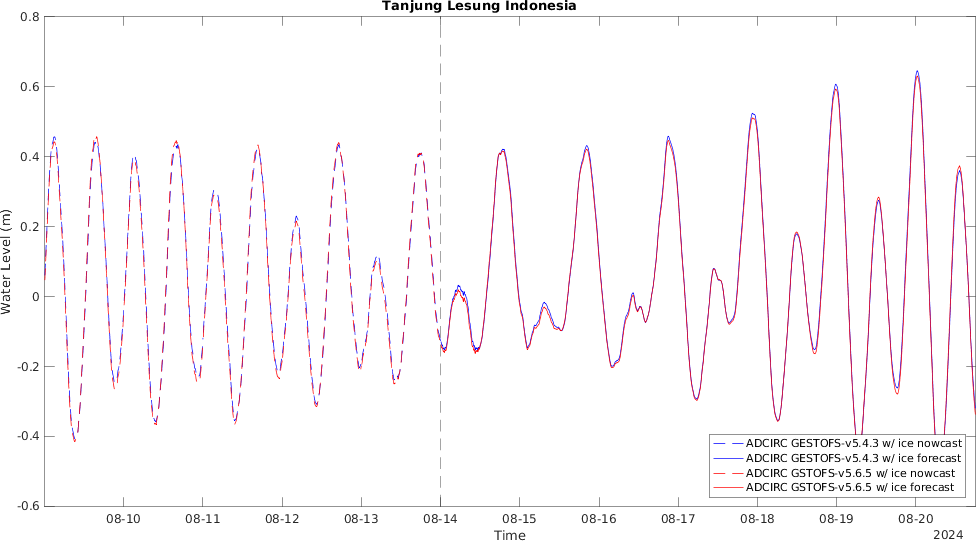 Tanjung Lesung Indonesia
0.8
0.6
0.4
0.2
0
-0.2
-0.4
-0.6
Water Level (m)
ADCIRC GESTOFS-v5.4.3 w/ ice nowcast
ADCIRC GESTOFS-v5.4.3 w/ ice forecast
ADCIRC GSTOFS-v5.6.5 w/ ice nowcast
ADCIRC GSTOFS-v5.6.5 w/ ice forecast
08-10 08-11 08-12 08-13 08-14 08-15 08-16 08-17 08-18 08-19 08-20
Time
2024